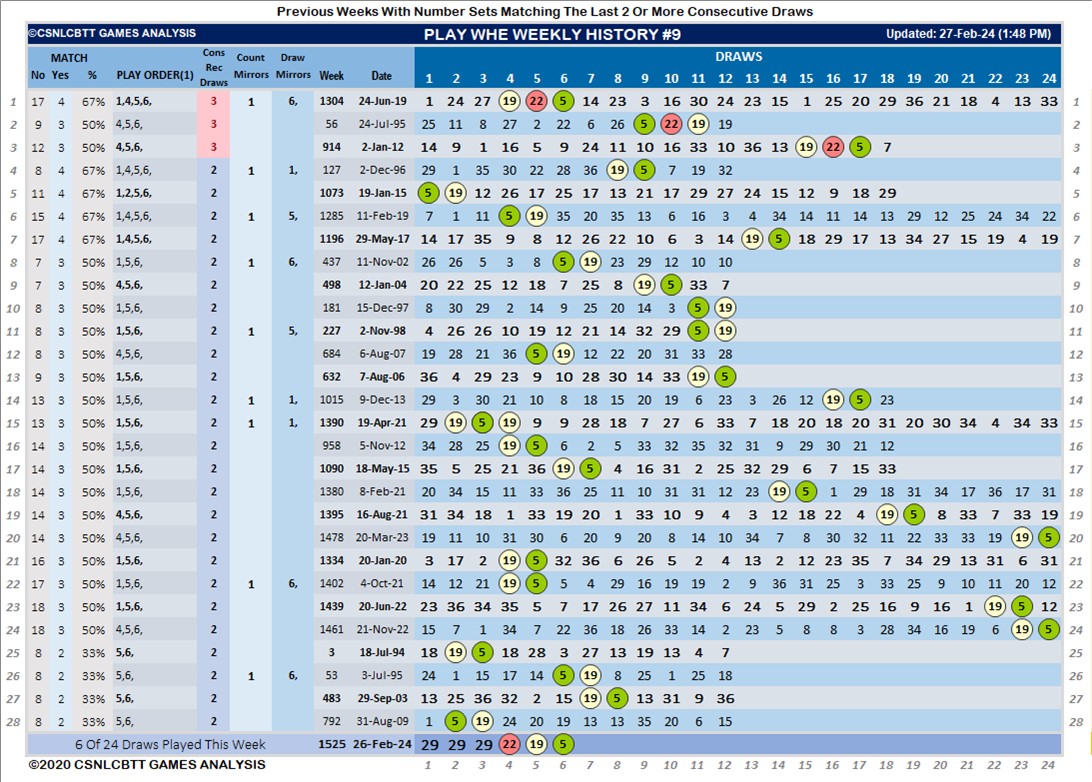 Previous Weeks With Number Sets Matching The Last 2 Or More Consecutive Draws
©CSNLCBTT GAMES ANALYSIS PLAY WHE WEEKLY HISTORY #9 Updated: 27-Feb-24 (1:48 PM)
MATCH Cons Rec Draws Count Mirrors Draw Mirrors DRAWS
No Yes % PLAY ORDER(1) Week Date 1 2 3 4 5 6 7 8 9 10 11 12 13 14 15 16 17 18 19 20 21 22 23 24
1 17 4 67% 1,4,5,6, 3 1 6, 1304 24-Jun-19 1 24 27 19 22 5 14 23 3 16 30 24 23 15 1 25 20 29 36 21 18 4 13 33 1
2 9 3 50% 4,5,6, 3 56 24-Jul-95 25 11 8 27 2 22 6 26 5 22 19 19 2
3 12 3 50% 4,5,6, 3 914 2-Jan-12 14 9 1 16 5 9 24 11 10 16 33 10 36 13 19 22 5 7 3
4 8 4 67% 1,4,5,6, 2 1 1, 127 2-Dec-96 29 1 35 30 22 28 36 19 5 7 19 32 4
5 11 4 67% 1,2,5,6, 2 1073 19-Jan-15 5 19 12 26 17 25 17 13 21 17 29 27 24 15 12 9 18 29 5
6 15 4 67% 1,4,5,6, 2 1 5, 1285 11-Feb-19 7 1 11 5 19 35 20 35 13 6 16 3 4 34 14 11 14 13 29 12 25 24 34 22 6
7 17 4 67% 1,4,5,6, 2 1196 29-May-17 14 17 35 9 8 12 26 22 10 6 3 14 19 5 18 29 17 13 34 27 15 19 4 19 7
8 7 3 50% 1,5,6, 2 1 6, 437 11-Nov-02 26 26 5 3 8 5 19 23 29 12 10 10 8
9 7 3 50% 4,5,6, 2 498 12-Jan-04 20 22 25 12 18 7 25 8 19 5 33 7 9
10 8 3 50% 1,5,6, 2 181 15-Dec-97 8 30 29 2 14 9 25 20 14 3 5 19 10
11 8 3 50% 1,5,6, 2 1 5, 227 2-Nov-98 4 26 26 10 19 12 21 14 32 29 5 19 11
12 8 3 50% 4,5,6, 2 684 6-Aug-07 19 28 21 36 5 19 12 22 20 31 33 28 12
13 9 3 50% 1,5,6, 2 632 7-Aug-06 36 4 29 23 9 10 28 30 14 33 19 5 13
14 13 3 50% 1,5,6, 2 1 1, 1015 9-Dec-13 29 3 30 21 10 8 18 15 20 19 6 23 3 26 12 19 5 23 14
15 14 3 50% 1,5,6, 2 1 1, 1390 19-Apr-21 29 19 5 19 9 9 28 18 7 27 6 33 7 18 20 18 20 31 20 30 34 4 34 33 15
16 14 3 50% 1,5,6, 2 958 5-Nov-12 34 28 25 19 5 6 2 5 33 32 35 32 31 9 29 30 21 12 16
17 14 3 50% 1,5,6, 2 1090 18-May-15 35 5 25 21 36 19 5 4 16 31 2 25 32 29 6 7 15 33 17
18 14 3 50% 1,5,6, 2 1380 8-Feb-21 20 34 15 11 33 36 25 11 10 31 31 12 23 19 5 1 29 18 31 34 17 36 17 31 18
19 14 3 50% 4,5,6, 2 1395 16-Aug-21 31 34 18 1 33 19 20 1 33 10 9 4 3 12 18 22 4 19 5 8 33 7 33 19 19
20 14 3 50% 4,5,6, 2 1478 20-Mar-23 19 11 10 31 30 6 20 9 20 8 14 10 34 7 8 30 32 11 22 33 33 19 19 5 20
21 16 3 50% 1,5,6, 2 1334 20-Jan-20 3 17 2 19 5 32 36 6 25 36 5 2 4 13 2 12 23 35 7 34 29 13 31 6 31 21
22 17 3 50% 1,5,6, 2 1 6, 1402 4-Oct-21 14 12 21 19 5 5 4 29 16 19 19 2 9 36 31 25 3 33 25 9 10 11 20 12 22
23 18 3 50% 1,5,6, 2 1439 20-Jun-22 23 36 34 35 5 7 17 26 27 11 34 6 24 5 29 2 25 16 9 16 1 19 5 12 23
24 18 3 50% 4,5,6, 2 1461 21-Nov-22 15 7 1 34 7 22 36 18 26 33 14 2 23 5 8 8 3 28 34 16 19 6 19 5 24
25 8 2 33% 5,6, 2 3 18-Jul-94 18 19 5 18 28 3 27 13 19 13 4 7 25
26 8 2 33% 5,6, 2 1 6, 53 3-Jul-95 24 1 15 17 14 5 19 8 25 1 25 18 26
27 8 2 33% 5,6, 2 483 29-Sep-03 13 25 36 32 2 15 19 5 13 31 9 36 27
28 8 2 33% 5,6, 2 792 31-Aug-09 1 5 19 24 20 19 13 13 35 20 6 15 28
6 Of 24 Draws Played This Week 1525 26-Feb-24 29 29 29 22 19 5
©2020 CSNLCBTT GAMES ANALYSIS 1 2 3 4 5 6 7 8 9 10 11 12 13 14 15 16 17 18 19 20 21 22 23 24